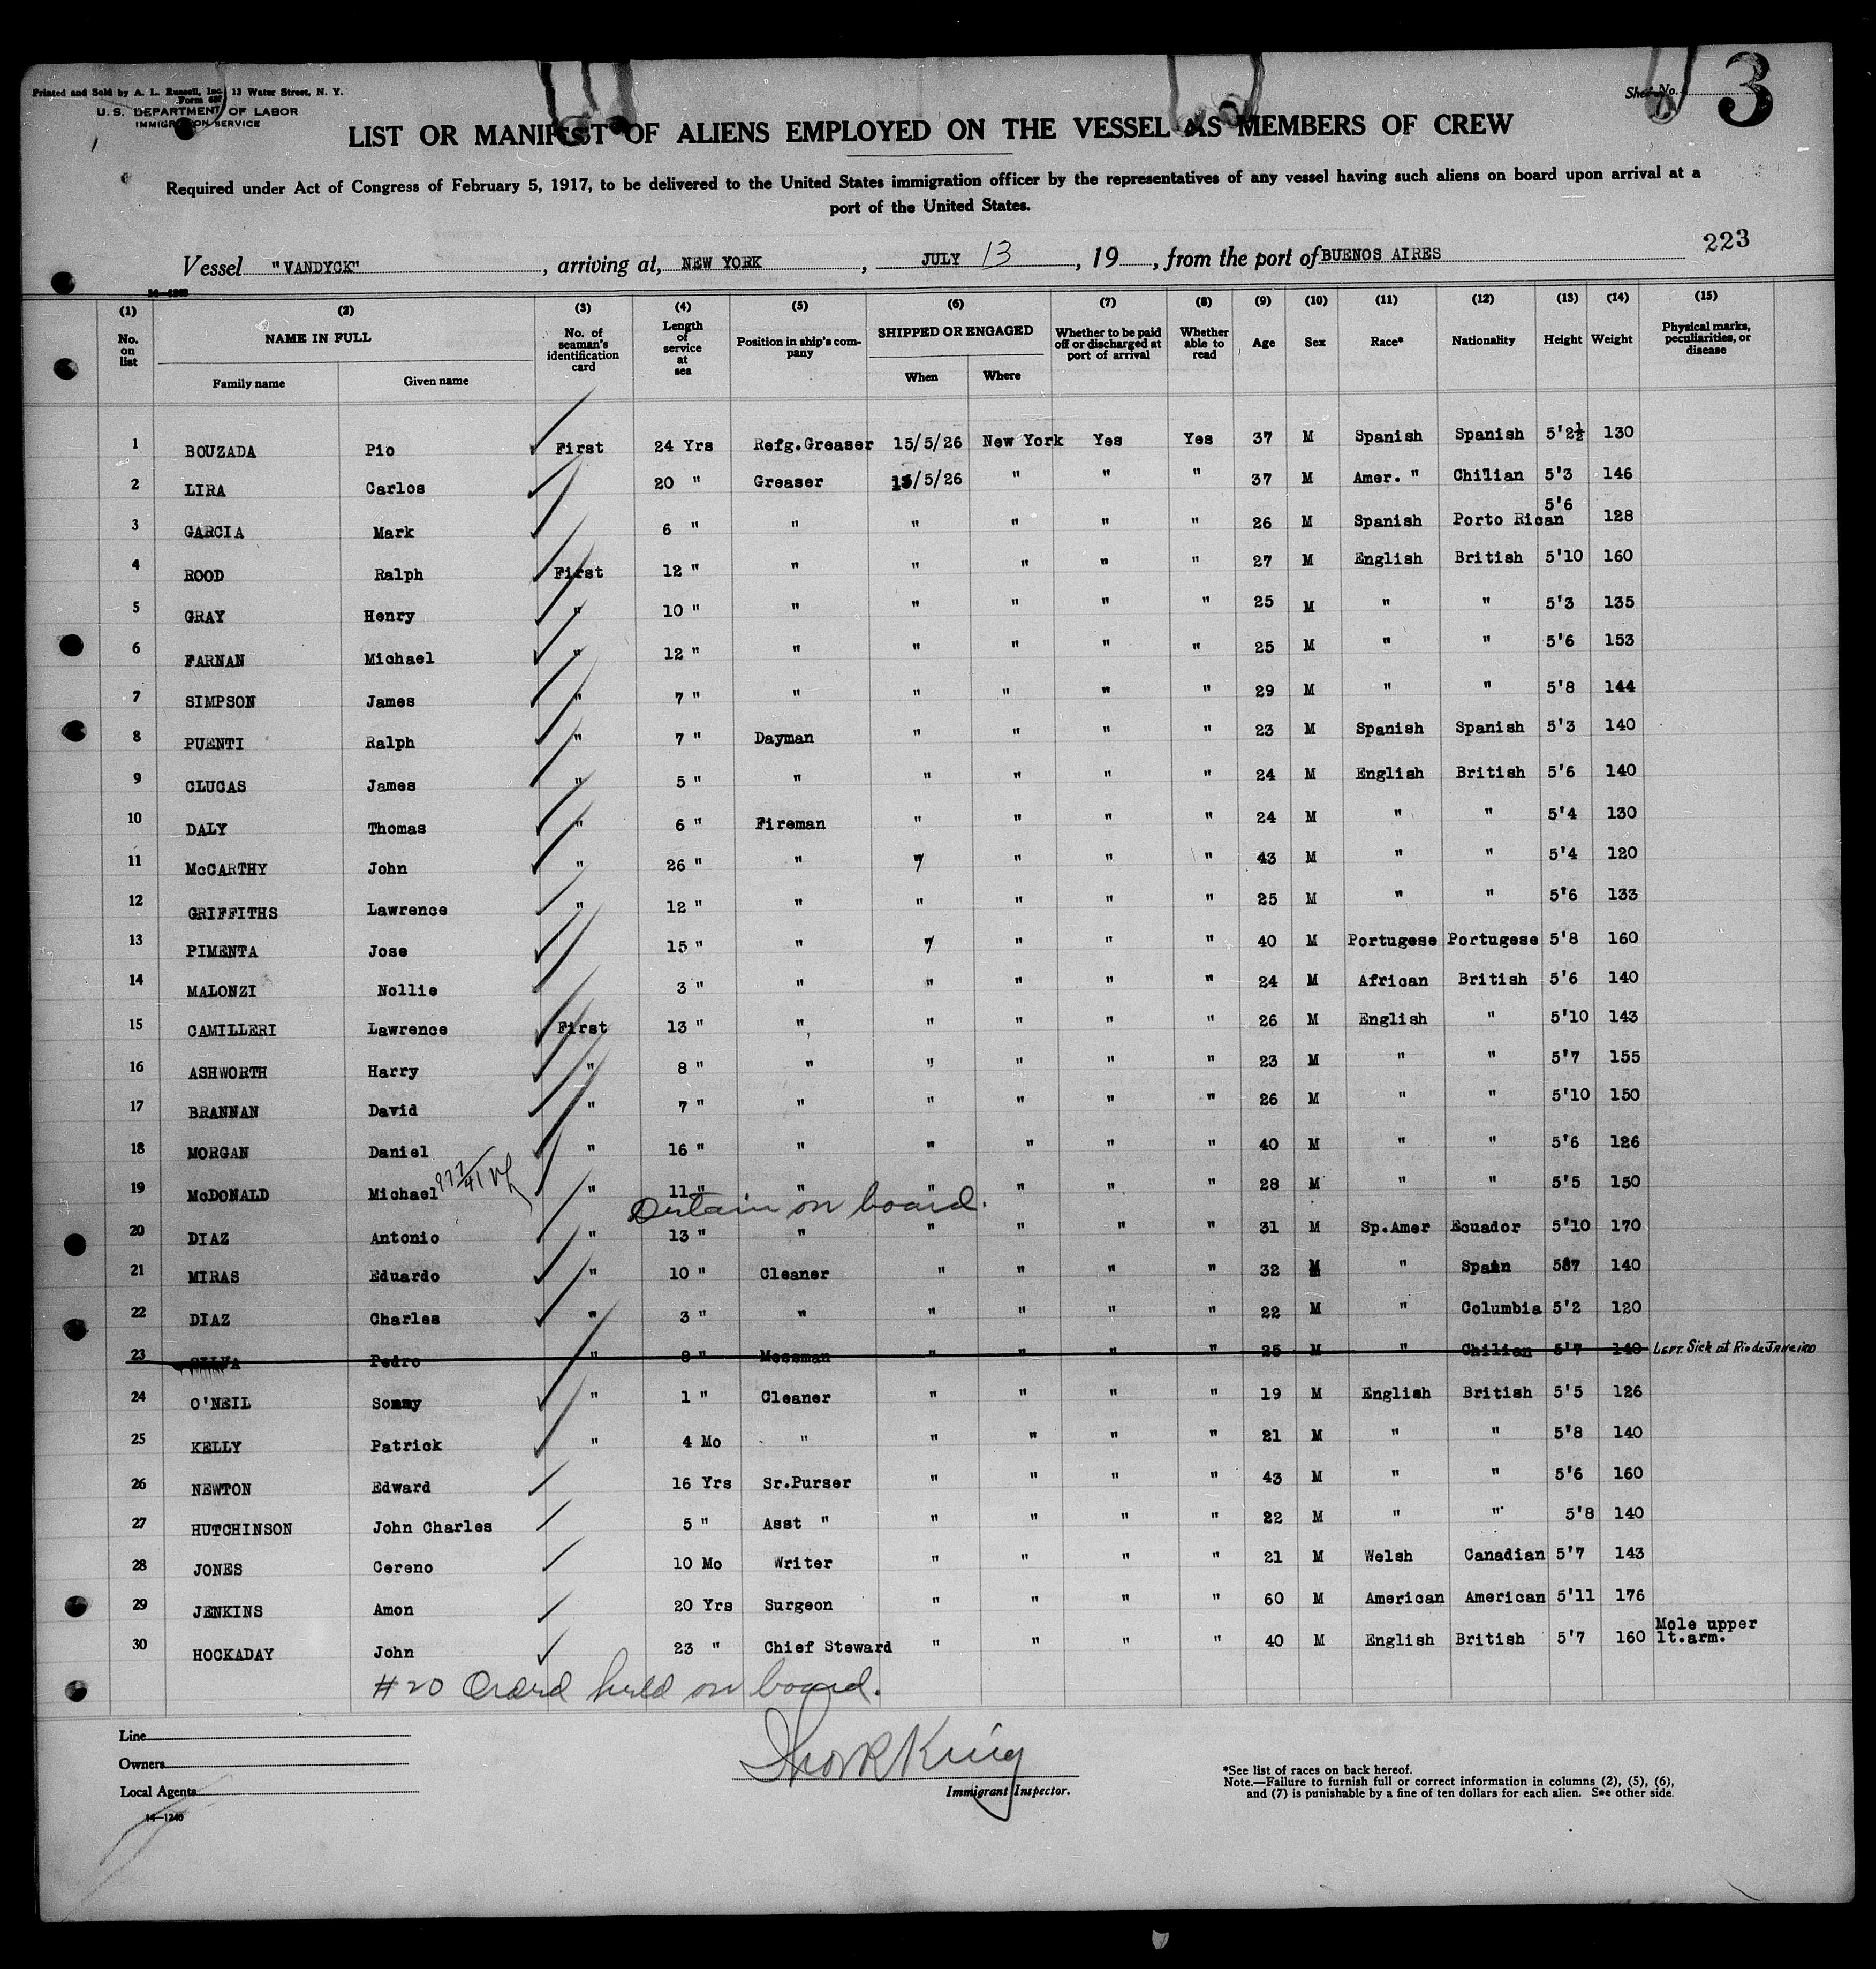 Printed and Sold by A. L. Russell, Inc. 13 Water Street, N. Y.
Form 689
U. S. DEPARTMENT OF LABOR
IMMIGRATION SERVICE
Sheet No. 3
LIST OR MANIFEST OF ALIENS EMPLOYED ON THE VESSEL AS MEMBERS OF CREW
Required under Act of Congress of February 5, 1917, to be delivered to the United States immigration officer by the representatives of any vessel having such aliens on board upon arrival at a
port of the United States.
223
Vessel "VANDYCK", arriving at, NEW YORK, JULY 13, 19, from the port of BUENOS AIRES
14-1240
(1) (2) (3) (4) (5) (6) (7) (8) (9) (10) (11) (12) (13) (14) (15)
No. on list NAME IN FULL Family name Given name No. of seaman's identification card Length of service at sea Position in ship's company SHIPPED OR ENGAGED When Where Whether to be paid off or discharged at port of arrival Whether able to read Age Sex Race* Nationality Height Weight Physical marks, peculiarities, or disease
1 BOUZADA Pio First 24 Yrs Refg.Greaser 15/5/26 New York Yes Yes 37 M Spanish Spanish 5'2½ 130
2 LIRA Carlos 20 " Greaser 15/5/26 " " " 37 M Amer. " Chilian 5'3 146
3 GARCIA Mark 6 " " " " " " 26 M Spanish Porto Rican 5'6 128
4 ROOD Ralph First 12 " " " " " " 27 M English British 5'10 160
5 GRAY Henry " 10 " " " " " " 25 M " " 5'3 135
6 FARNAN Michael " 12 " " " " " " 25 M " " 5'6 153
7 SIMPSON James " 7 " " " " " " 29 M " " 5'8 144
8 PUENTI Ralph " 7 " Dayman " " " " 23 M Spanish Spanish 5'3 140
9 CLUCAS James " 5 " " " " " " 24 M English British 5'6 140
10 DALY Thomas " 6 " Fireman " " " " 24 M " " 5'4 130
11 McCARTHY John " 26 " " " " " " 43 M " " 5'4 120
12 GRIFFITHS Lawrence " 12 " " " " " " 25 M " " 5'6 133
13 PIMENTA Jose 15 " " " " " " 40 M Portugese Portugese 5'8 160
14 MALONZI Nollie 3 " " " " " " 24 M African British 5'6 140
15 CAMILLERI Lawrence First 13 " " " " " " 26 M English " 5'10 143
16 ASHWORTH Harry " 8 " " " " " " 23 M " " 5'7 155
17 BRANNAN David " 7 " " " " " " 26 M " " 5'10 150
18 MORGAN Daniel " 16 " " " " " " 40 M " " 5'6 126
19 McDONALD Michael " 11 " " " " " " 28 M " " 5'5 150
Detain on board.
20 DIAZ Antonio " 13 " " " " " " 31 M Sp.Amer Ecuador 5'10 170
21 MIRAS Eduardo " 10 " Cleaner " " " " 32 M " Spain 5'7 140
22 DIAZ Charles " 3 " " " " " " 22 M " Columbia 5'2 120
23 SILVA Pedro " 8 " Messman " " " " 25 M " Chilian 5'7 140 Left Sick at Rio de Janeiro
24 O'NEIL Sommy " 1 " Cleaner " " " " 19 M English British 5'5 126
25 KELLY Patrick " 4 Mo " " " " " 21 M " " 5'8 140
26 NEWTON Edward 16 Yrs Sr.Purser " " " " 43 M " " 5'6 160
27 HUTCHINSON John Charles 5 " Asst " " " " " 22 M " " 5'8 140
28 JONES Cereno 10 Mo Writer " " " " 21 M Welsh Canadian 5'7 143
29 JENKINS Amon 20 Yrs Surgeon " " " " 60 M American American 5'11 176
30 HOCKADAY John 23 " Chief Steward " " " " 40 M English British 5'7 160 Mole upper lt.arm.
#20 held on board.
Line
Owners
Local Agents
14-1240
King
Immigrant Inspector.
*See list of races on back hereof.
Note.—Failure to furnish full or correct information in columns (2), (5), (6),
and (7) is punishable by a fine of ten dollars for each alien. See other side.